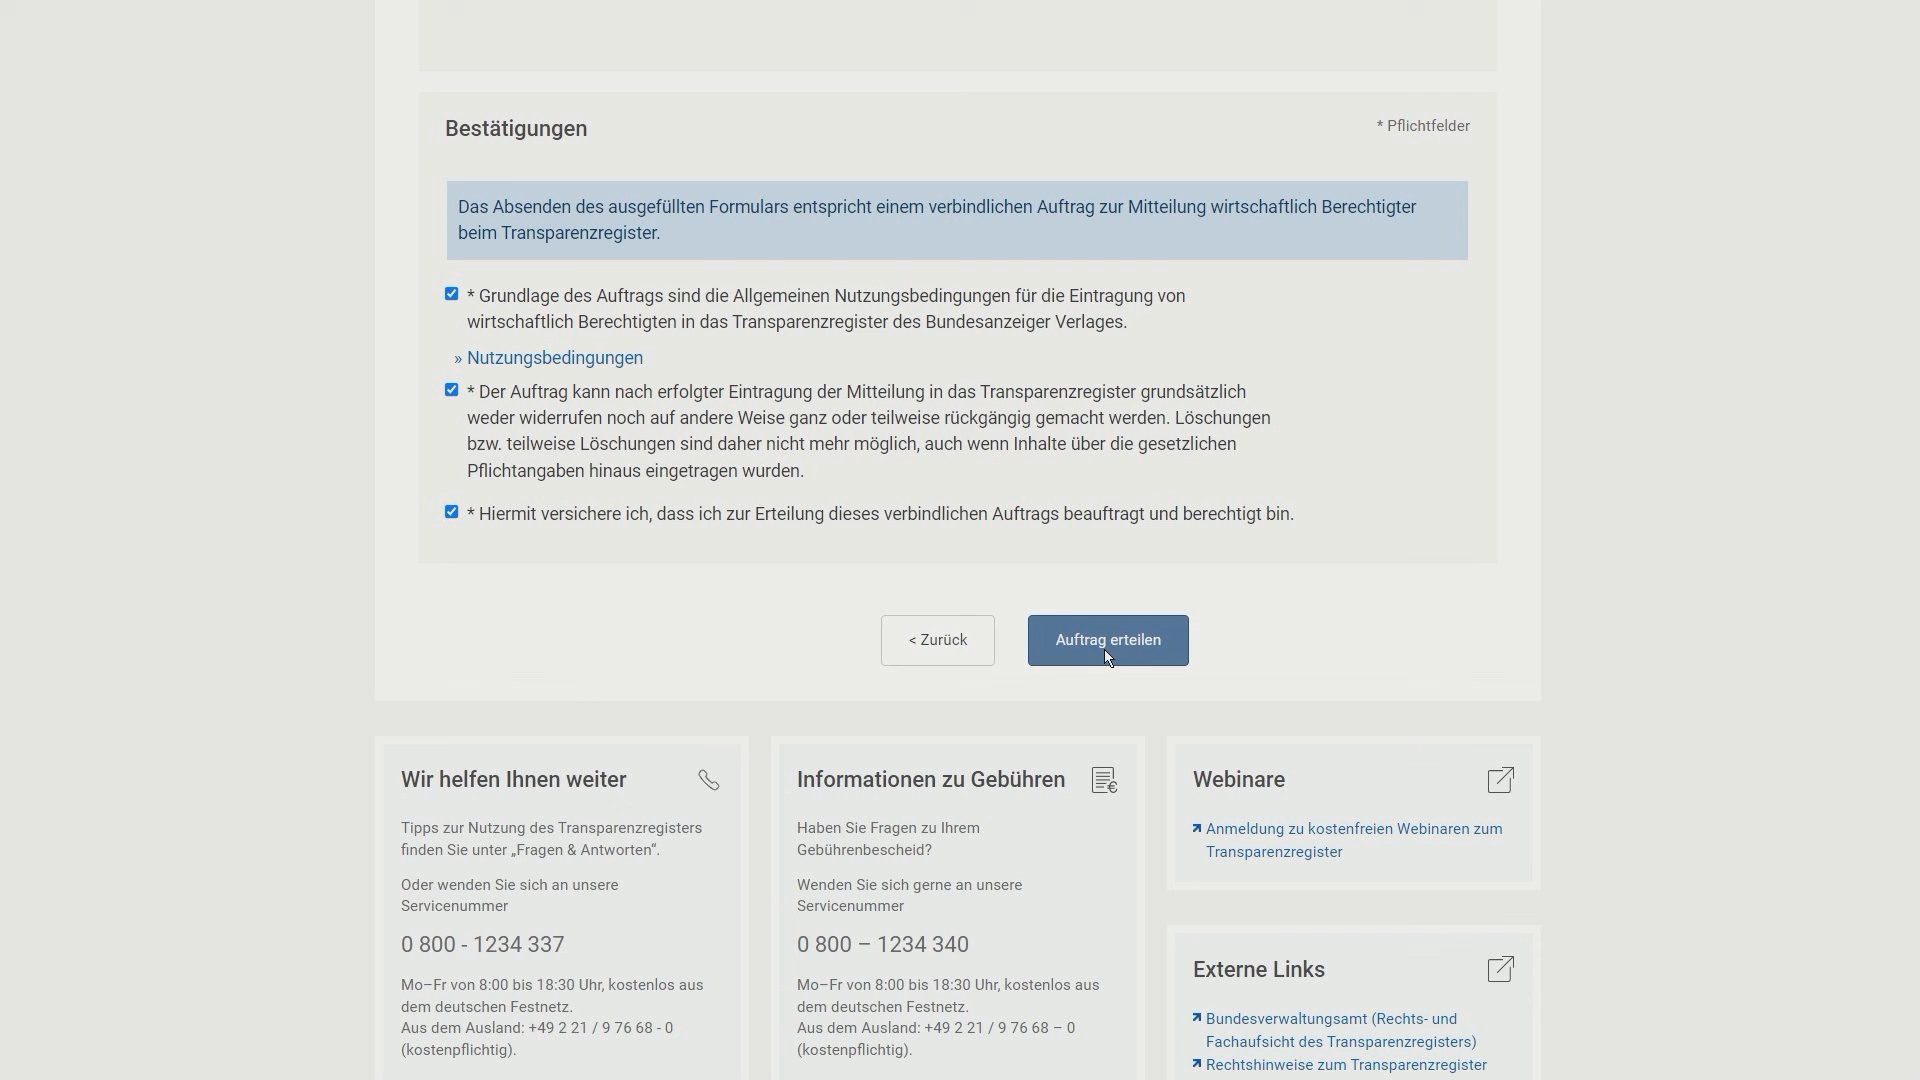 Bestätigungen
* Pflichtfelder
Das Absenden des ausgefüllten Formulars entspricht einem verbindlichen Auftrag zur Mitteilung wirtschaftlich Berechtigter
beim Transparenzregister.
* Grundlage des Auftrags sind die Allgemeinen Nutzungsbedingungen für die Eintragung von
wirtschaftlich Berechtigten in das Transparenzregister des Bundesanzeiger Verlages.
» Nutzungsbedingungen
* Der Auftrag kann nach erfolgter Eintragung der Mitteilung in das Transparenzregister grundsätzlich
weder widerrufen noch auf andere Weise ganz oder teilweise rückgängig gemacht werden. Löschungen
bzw. teilweise Löschungen sind daher nicht mehr möglich, auch wenn Inhalte über die gesetzlichen
Pflichtangaben hinaus eingetragen wurden.
* Hiermit versichere ich, dass ich zur Erteilung dieses verbindlichen Auftrags beauftragt und berechtigt bin.
< Zurück
Auftrag erteilen
Wir helfen Ihnen weiter
Tipps zur Nutzung des Transparenzregisters
finden Sie unter „Fragen & Antworten“.
Oder wenden Sie sich an unsere
Servicenummer
0 800 - 1234 337
Mo–Fr von 8:00 bis 18:30 Uhr, kostenlos aus
dem deutschen Festnetz.
Aus dem Ausland: +49 2 21 / 9 76 68 - 0
(kostenpflichtig).
Informationen zu Gebühren
Haben Sie Fragen zu Ihrem
Gebührenbescheid?
Wenden Sie sich gerne an unsere
Servicenummer
0 800 – 1234 340
Mo–Fr von 8:00 bis 18:30 Uhr, kostenlos aus
dem deutschen Festnetz.
Aus dem Ausland: +49 2 21 / 9 76 68 – 0
(kostenpflichtig).
Webinare
Anmeldung zu kostenfreien Webinaren zum
Transparenzregister
Externe Links
Bundesverwaltungsamt (Rechts- und
Fachaufsicht des Transparenzregisters)
Rechtshinweise zum Transparenzregister